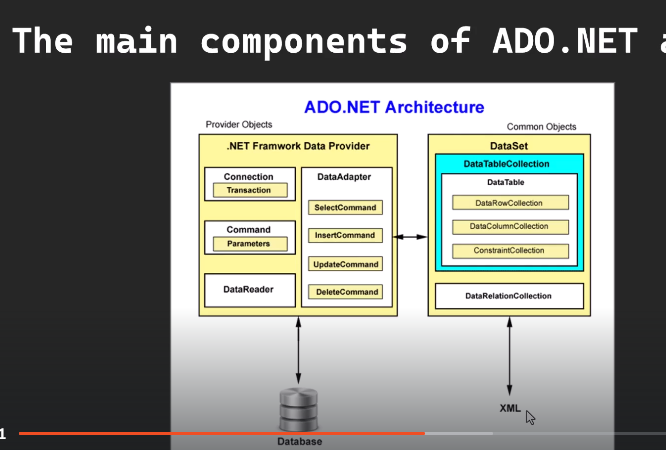 The main components of ADO.NET a
ADO.NET Architecture
Provider Objects
Common Objects
.NET Framwork Data Provider
Connection
Transaction
Command
Parameters
DataReader
DataAdapter
SelectCommand
InsertCommand
UpdateCommand
DeleteCommand
DataSet
DataTableCollection
DataTable
DataRowCollection
DataColumnCollection
ConstraintCollection
DataRelationCollection
Database
XML
1